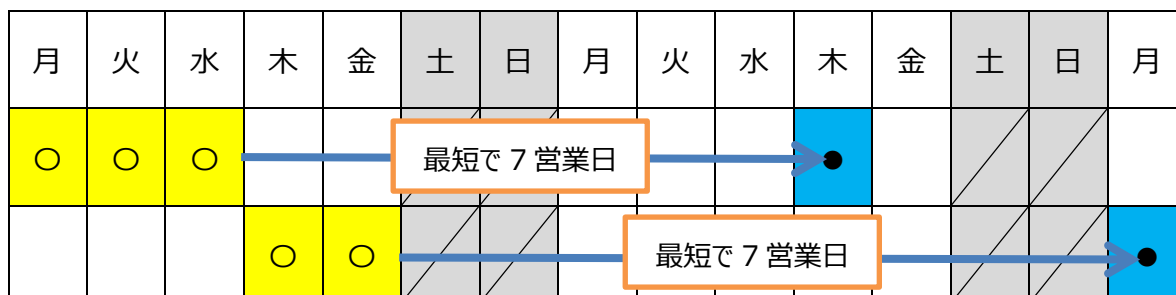 月 火 水 木 金 土 日 月 火 水 木 金 土 日 月
〇 〇 〇 最短で７営業日 ●
〇 〇 最短で７営業日 ●